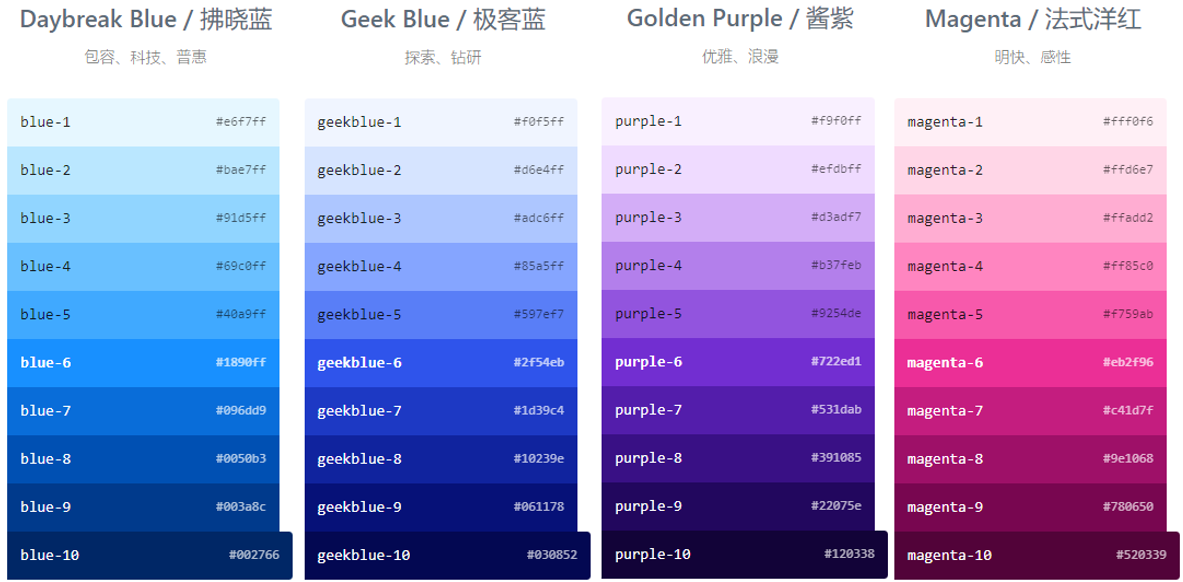 Daybreak Blue / 拂晓蓝
包容、科技、普惠
blue-1 #e6f7ff
blue-2 #bae7ff
blue-3 #91d5ff
blue-4 #69c0ff
blue-5 #40a9ff
blue-6 #1890ff
blue-7 #096dd9
blue-8 #0050b3
blue-9 #003a8c
blue-10 #002766
Geek Blue / 极客蓝
探索、钻研
geekblue-1 #f0f5ff
geekblue-2 #d6e4ff
geekblue-3 #adc6ff
geekblue-4 #85a5ff
geekblue-5 #597ef7
geekblue-6 #2f54eb
geekblue-7 #1d39c4
geekblue-8 #10239e
geekblue-9 #061178
geekblue-10 #030852
Golden Purple / 酱紫
优雅、浪漫
purple-1 #f9f0ff
purple-2 #efdbff
purple-3 #d3adf7
purple-4 #b37feb
purple-5 #9254de
purple-6 #722ed1
purple-7 #531dab
purple-8 #391085
purple-9 #22075e
purple-10 #120338
Magenta / 法式洋红
明快、感性
magenta-1 #fff0f6
magenta-2 #ffd6e7
magenta-3 #ffadd2
magenta-4 #ff85c0
magenta-5 #f759ab
magenta-6 #eb2f96
magenta-7 #c41d7f
magenta-8 #9e1068
magenta-9 #780650
magenta-10 #520339